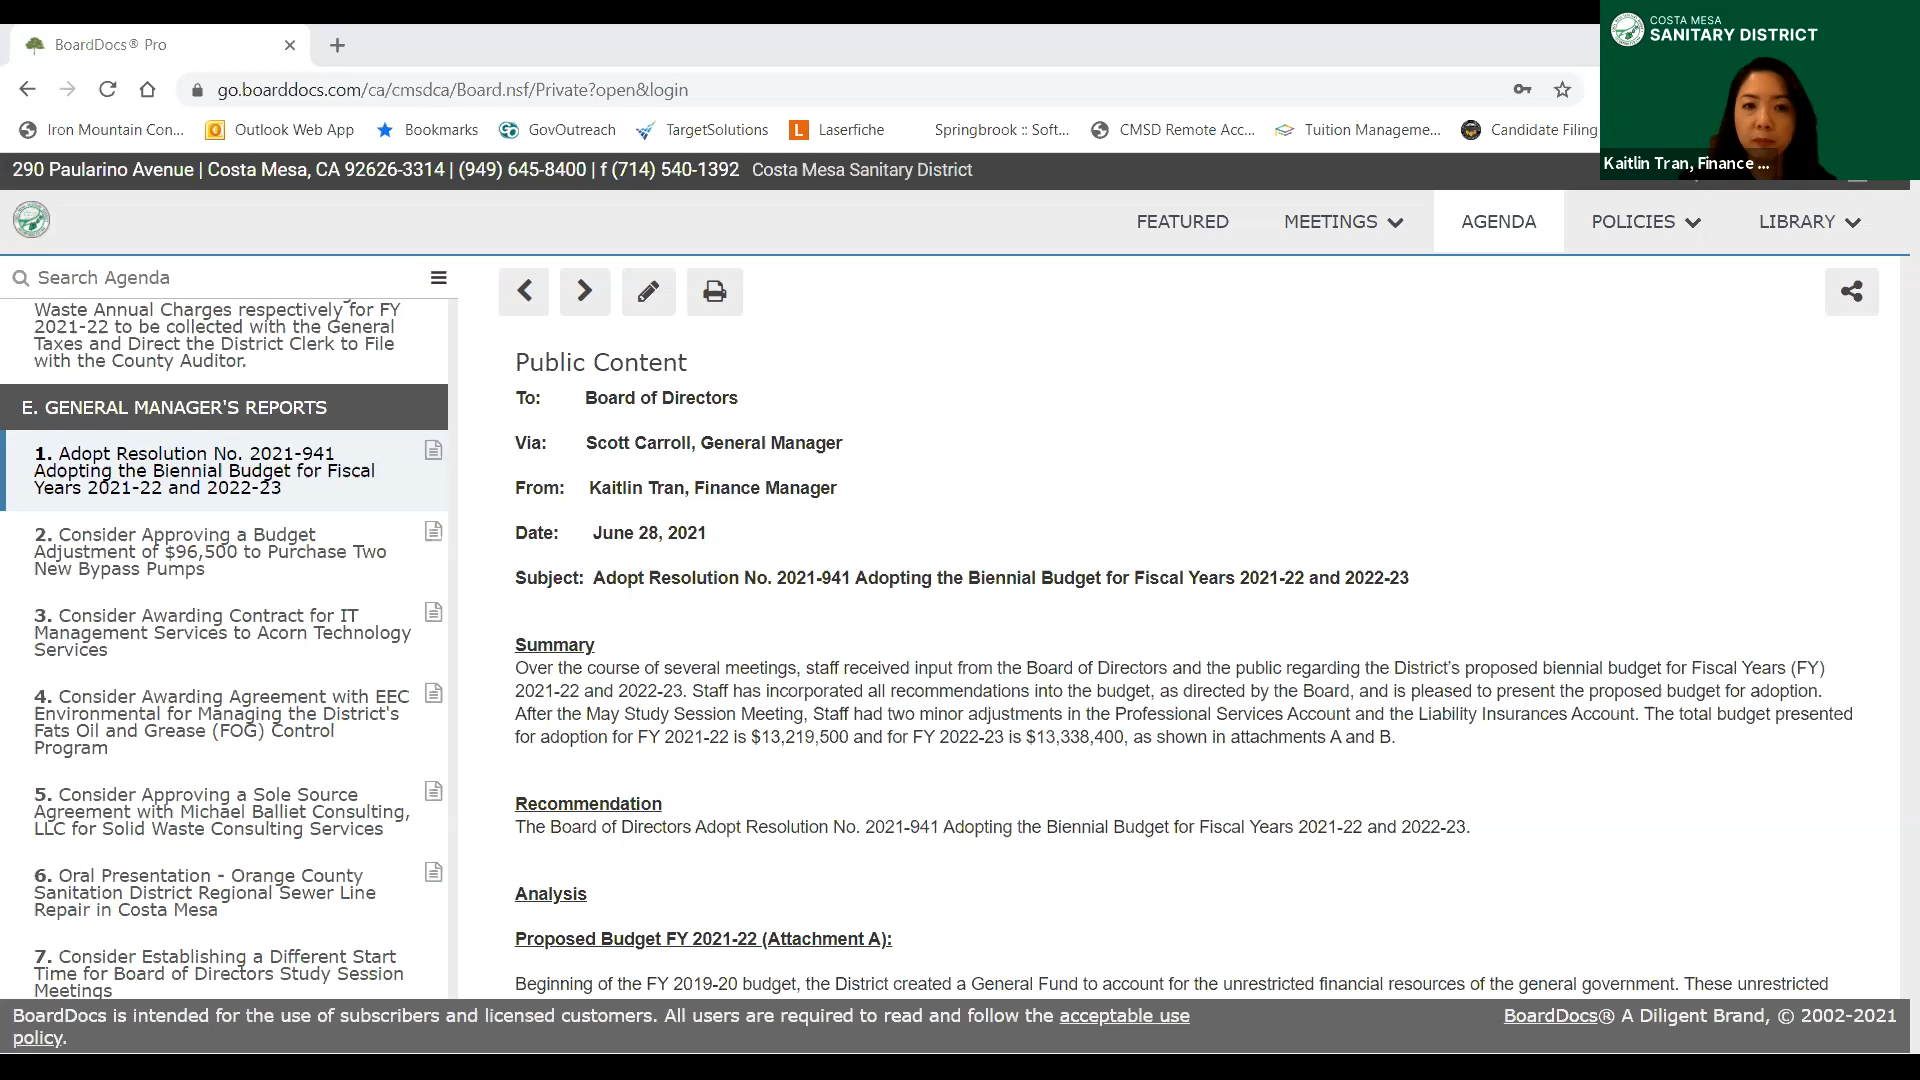 BoardDocs® Pro
go.boarddocs.com/ca/cmsdca/Board.nsf/Private?open&login
Iron Mountain Con...
Outlook Web App
Bookmarks
GovOutreach
TargetSolutions
Laserfiche
Springbrook :: Soft...
CMSD Remote Acc...
Tuition Manageme...
Candidate Filing
COSTA MESA
SANITARY DISTRICT
Kaitlin Tran, Finance ...
290 Paularino Avenue | Costa Mesa, CA 92626-3314 | (949) 645-8400 | f (714) 540-1392 Costa Mesa Sanitary District
FEATURED
MEETINGS
AGENDA
POLICIES
LIBRARY
Search Agenda
Waste Annual Charges respectively for FY
2021-22 to be collected with the General
Taxes and Direct the District Clerk to File
with the County Auditor.
E. GENERAL MANAGER'S REPORTS
1. Adopt Resolution No. 2021-941
Adopting the Biennial Budget for Fiscal
Years 2021-22 and 2022-23
2. Consider Approving a Budget
Adjustment of $96,500 to Purchase Two
New Bypass Pumps
3. Consider Awarding Contract for IT
Management Services to Acorn Technology
Services
4. Consider Awarding Agreement with EEC
Environmental for Managing the District's
Fats Oil and Grease (FOG) Control
Program
5. Consider Approving a Sole Source
Agreement with Michael Balliet Consulting,
LLC for Solid Waste Consulting Services
6. Oral Presentation - Orange County
Sanitation District Regional Sewer Line
Repair in Costa Mesa
7. Consider Establishing a Different Start
Time for Board of Directors Study Session
Meetings
Public Content
To: Board of Directors
Via: Scott Carroll, General Manager
From: Kaitlin Tran, Finance Manager
Date: June 28, 2021
Subject: Adopt Resolution No. 2021-941 Adopting the Biennial Budget for Fiscal Years 2021-22 and 2022-23
Summary
Over the course of several meetings, staff received input from the Board of Directors and the public regarding the District's proposed biennial budget for Fiscal Years (FY)
2021-22 and 2022-23. Staff has incorporated all recommendations into the budget, as directed by the Board, and is pleased to present the proposed budget for adoption.
After the May Study Session Meeting, Staff had two minor adjustments in the Professional Services Account and the Liability Insurances Account. The total budget presented
for adoption for FY 2021-22 is $13,219,500 and for FY 2022-23 is $13,338,400, as shown in attachments A and B.
Recommendation
The Board of Directors Adopt Resolution No. 2021-941 Adopting the Biennial Budget for Fiscal Years 2021-22 and 2022-23.
Analysis
Proposed Budget FY 2021-22 (Attachment A):
Beginning of the FY 2019-20 budget, the District created a General Fund to account for the unrestricted financial resources of the general government. These unrestricted
BoardDocs is intended for the use of subscribers and licensed customers. All users are required to read and follow the acceptable use
policy.
BoardDocs® A Diligent Brand, © 2002-2021